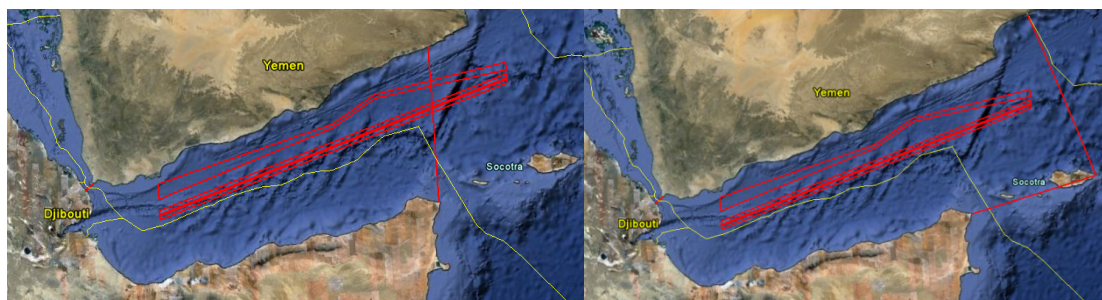 Yemen
Socotra
Djibouti
Yemen
Socotra
Djibouti